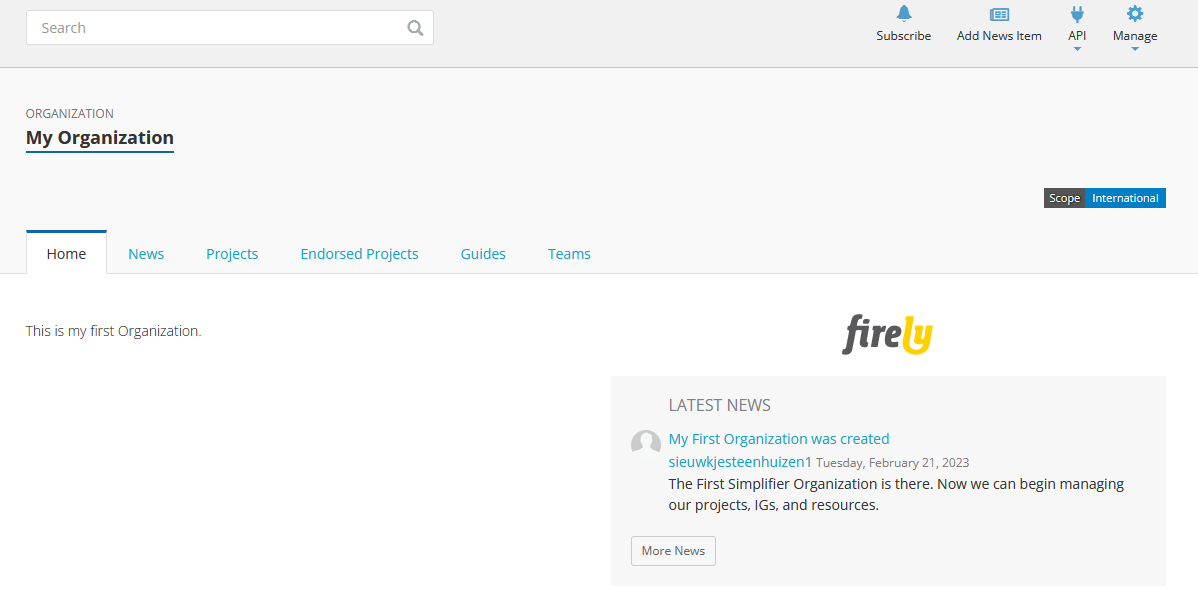 Search
Subscribe
Add News Item
API
Manage
ORGANIZATION
My Organization
Scope International
Home News Projects Endorsed Projects Guides Teams
This is my first Organization.
firely
LATEST NEWS
My First Organization was created
sieuwkjesteenhuizen1 Tuesday, February 21, 2023
The First Simplifier Organization is there. Now we can begin managing
our projects, IGs, and resources.
More News